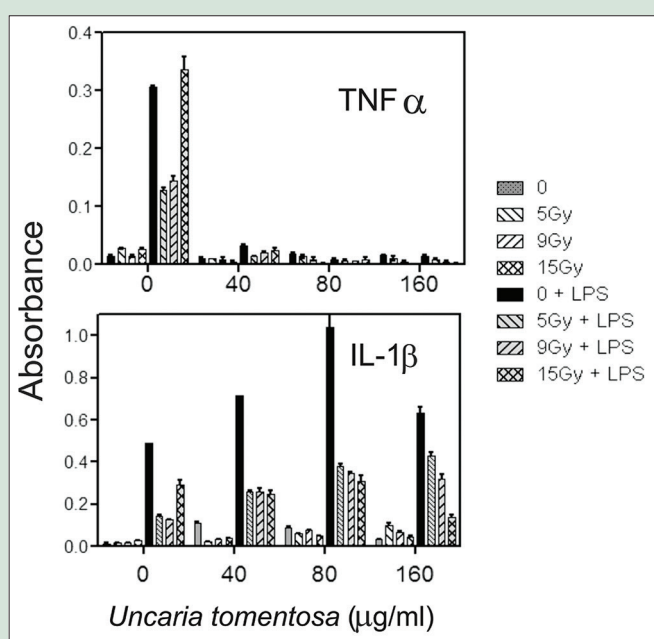 0.4
0.3
0.2
0.1
0.0
TNF α
0 40 80 160
Absorbance
1.0
0.8
0.6
0.4
0.2
0.0
IL-1β
0 40 80 160
Uncaria tomentosa (μg/ml)
0
5Gy
9Gy
15Gy
0 + LPS
5Gy + LPS
9Gy + LPS
15Gy + LPS